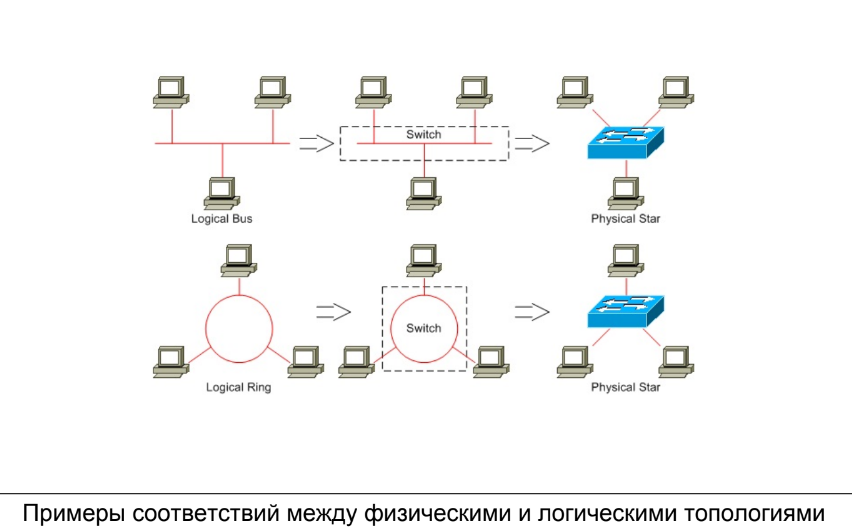 Switch
Logical Bus
Physical Star
Switch
Logical Ring
Physical Star
Примеры соответствий между физическими и логическими топологиями